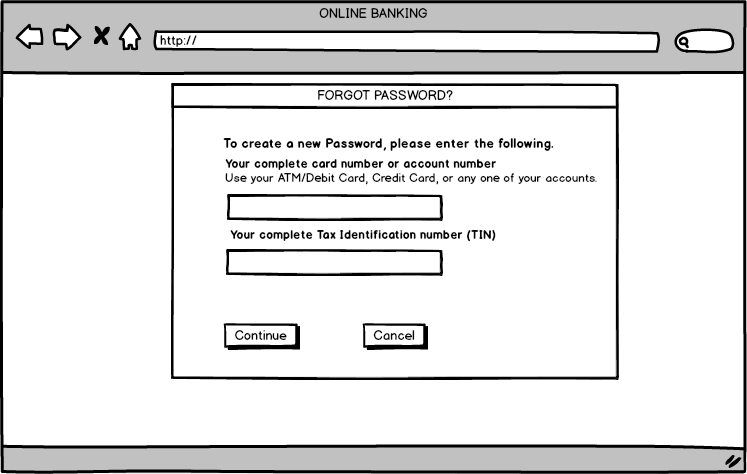 ONLINE BANKING
http://
FORGOT PASSWORD?
To create a new Password, please enter the following.
Your complete card number or account number
Use your ATM/Debit Card, Credit Card, or any one of your accounts.
Your complete Tax Identification number (TIN)
Continue Cancel